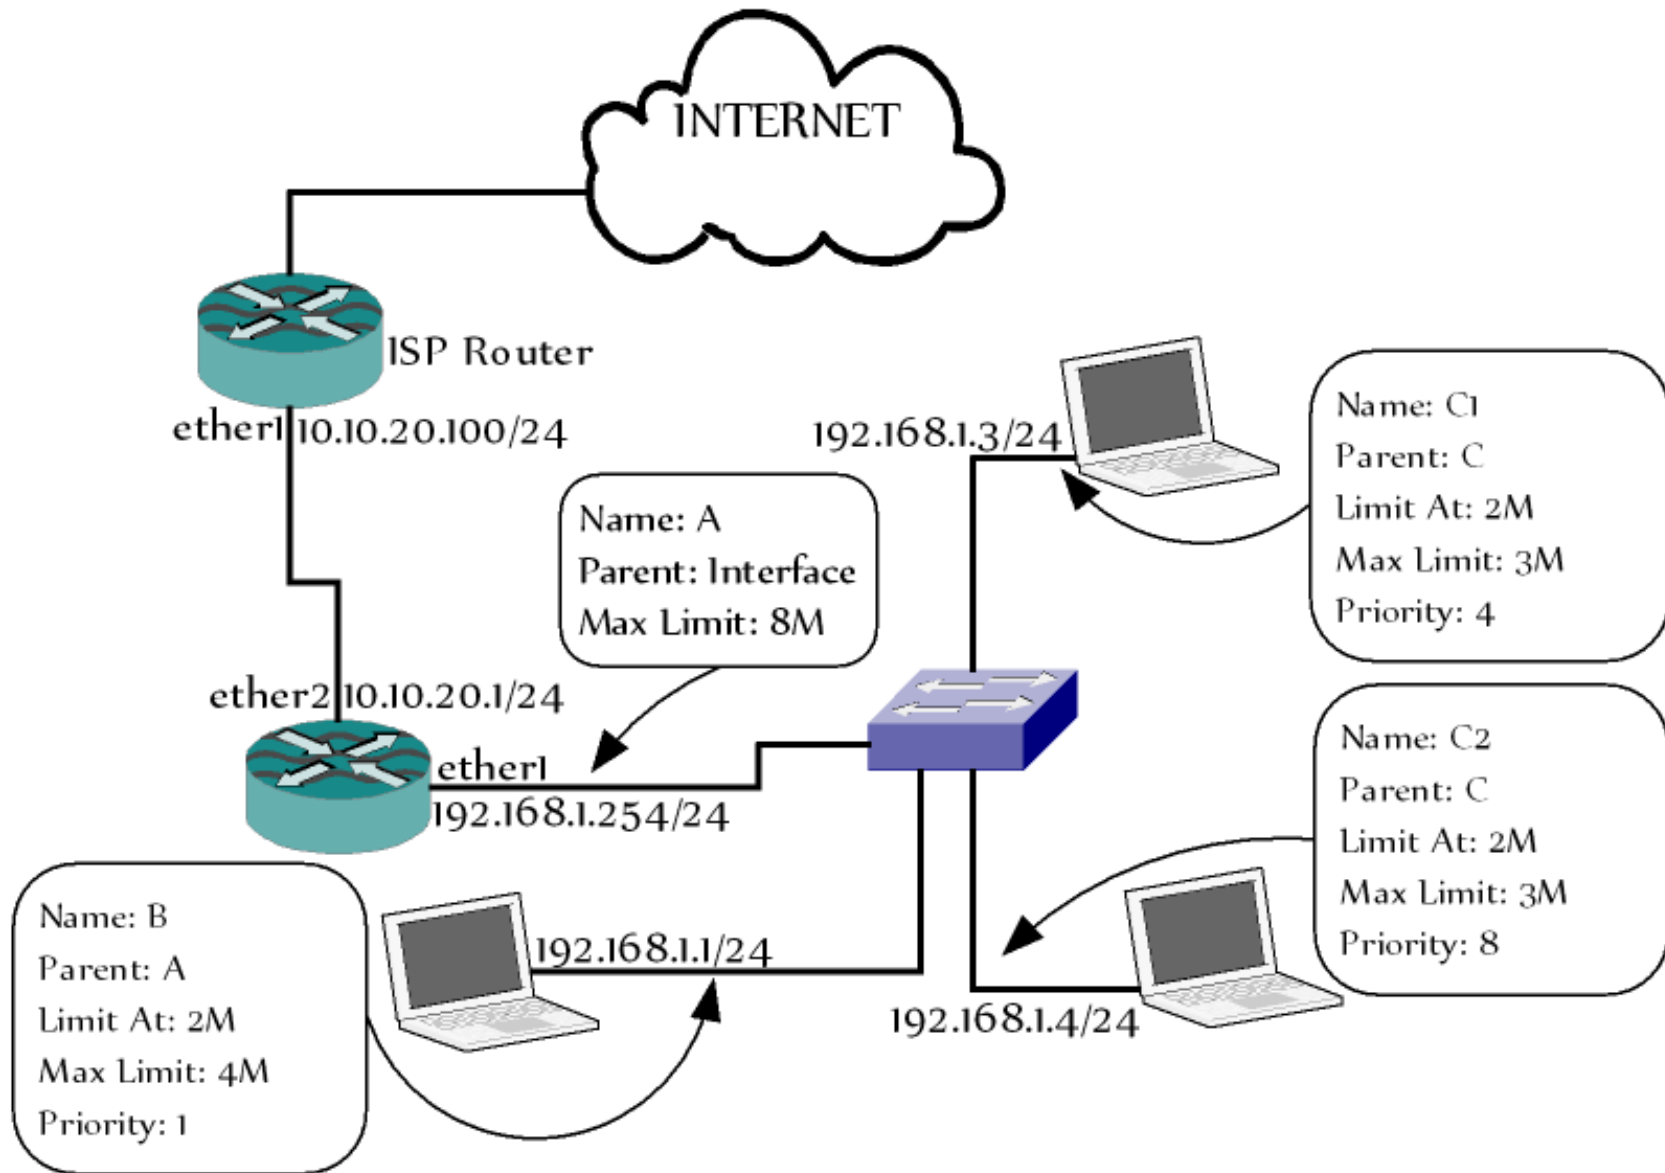 INTERNET
ISP Router
ether1 10.10.20.100/24
192.168.1.3/24
Name: C1
Parent: C
Limit At: 2M
Max Limit: 3M
Priority: 4
Name: A
Parent: Interface
Max Limit: 8M
ether2 10.10.20.1/24
ether1
192.168.1.254/24
Name: C2
Parent: C
Limit At: 2M
Max Limit: 3M
Priority: 8
Name: B
Parent: A
Limit At: 2M
Max Limit: 4M
Priority: 1
192.168.1.1/24
192.168.1.4/24